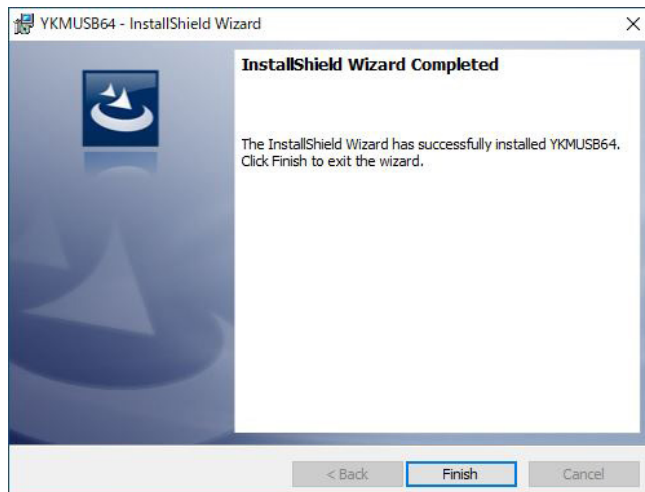 YKMUSB64 - InstallShield Wizard
InstallShield Wizard Completed
The InstallShield Wizard has successfully installed YKMUSB64.
Click Finish to exit the wizard.
< Back
Finish
Cancel